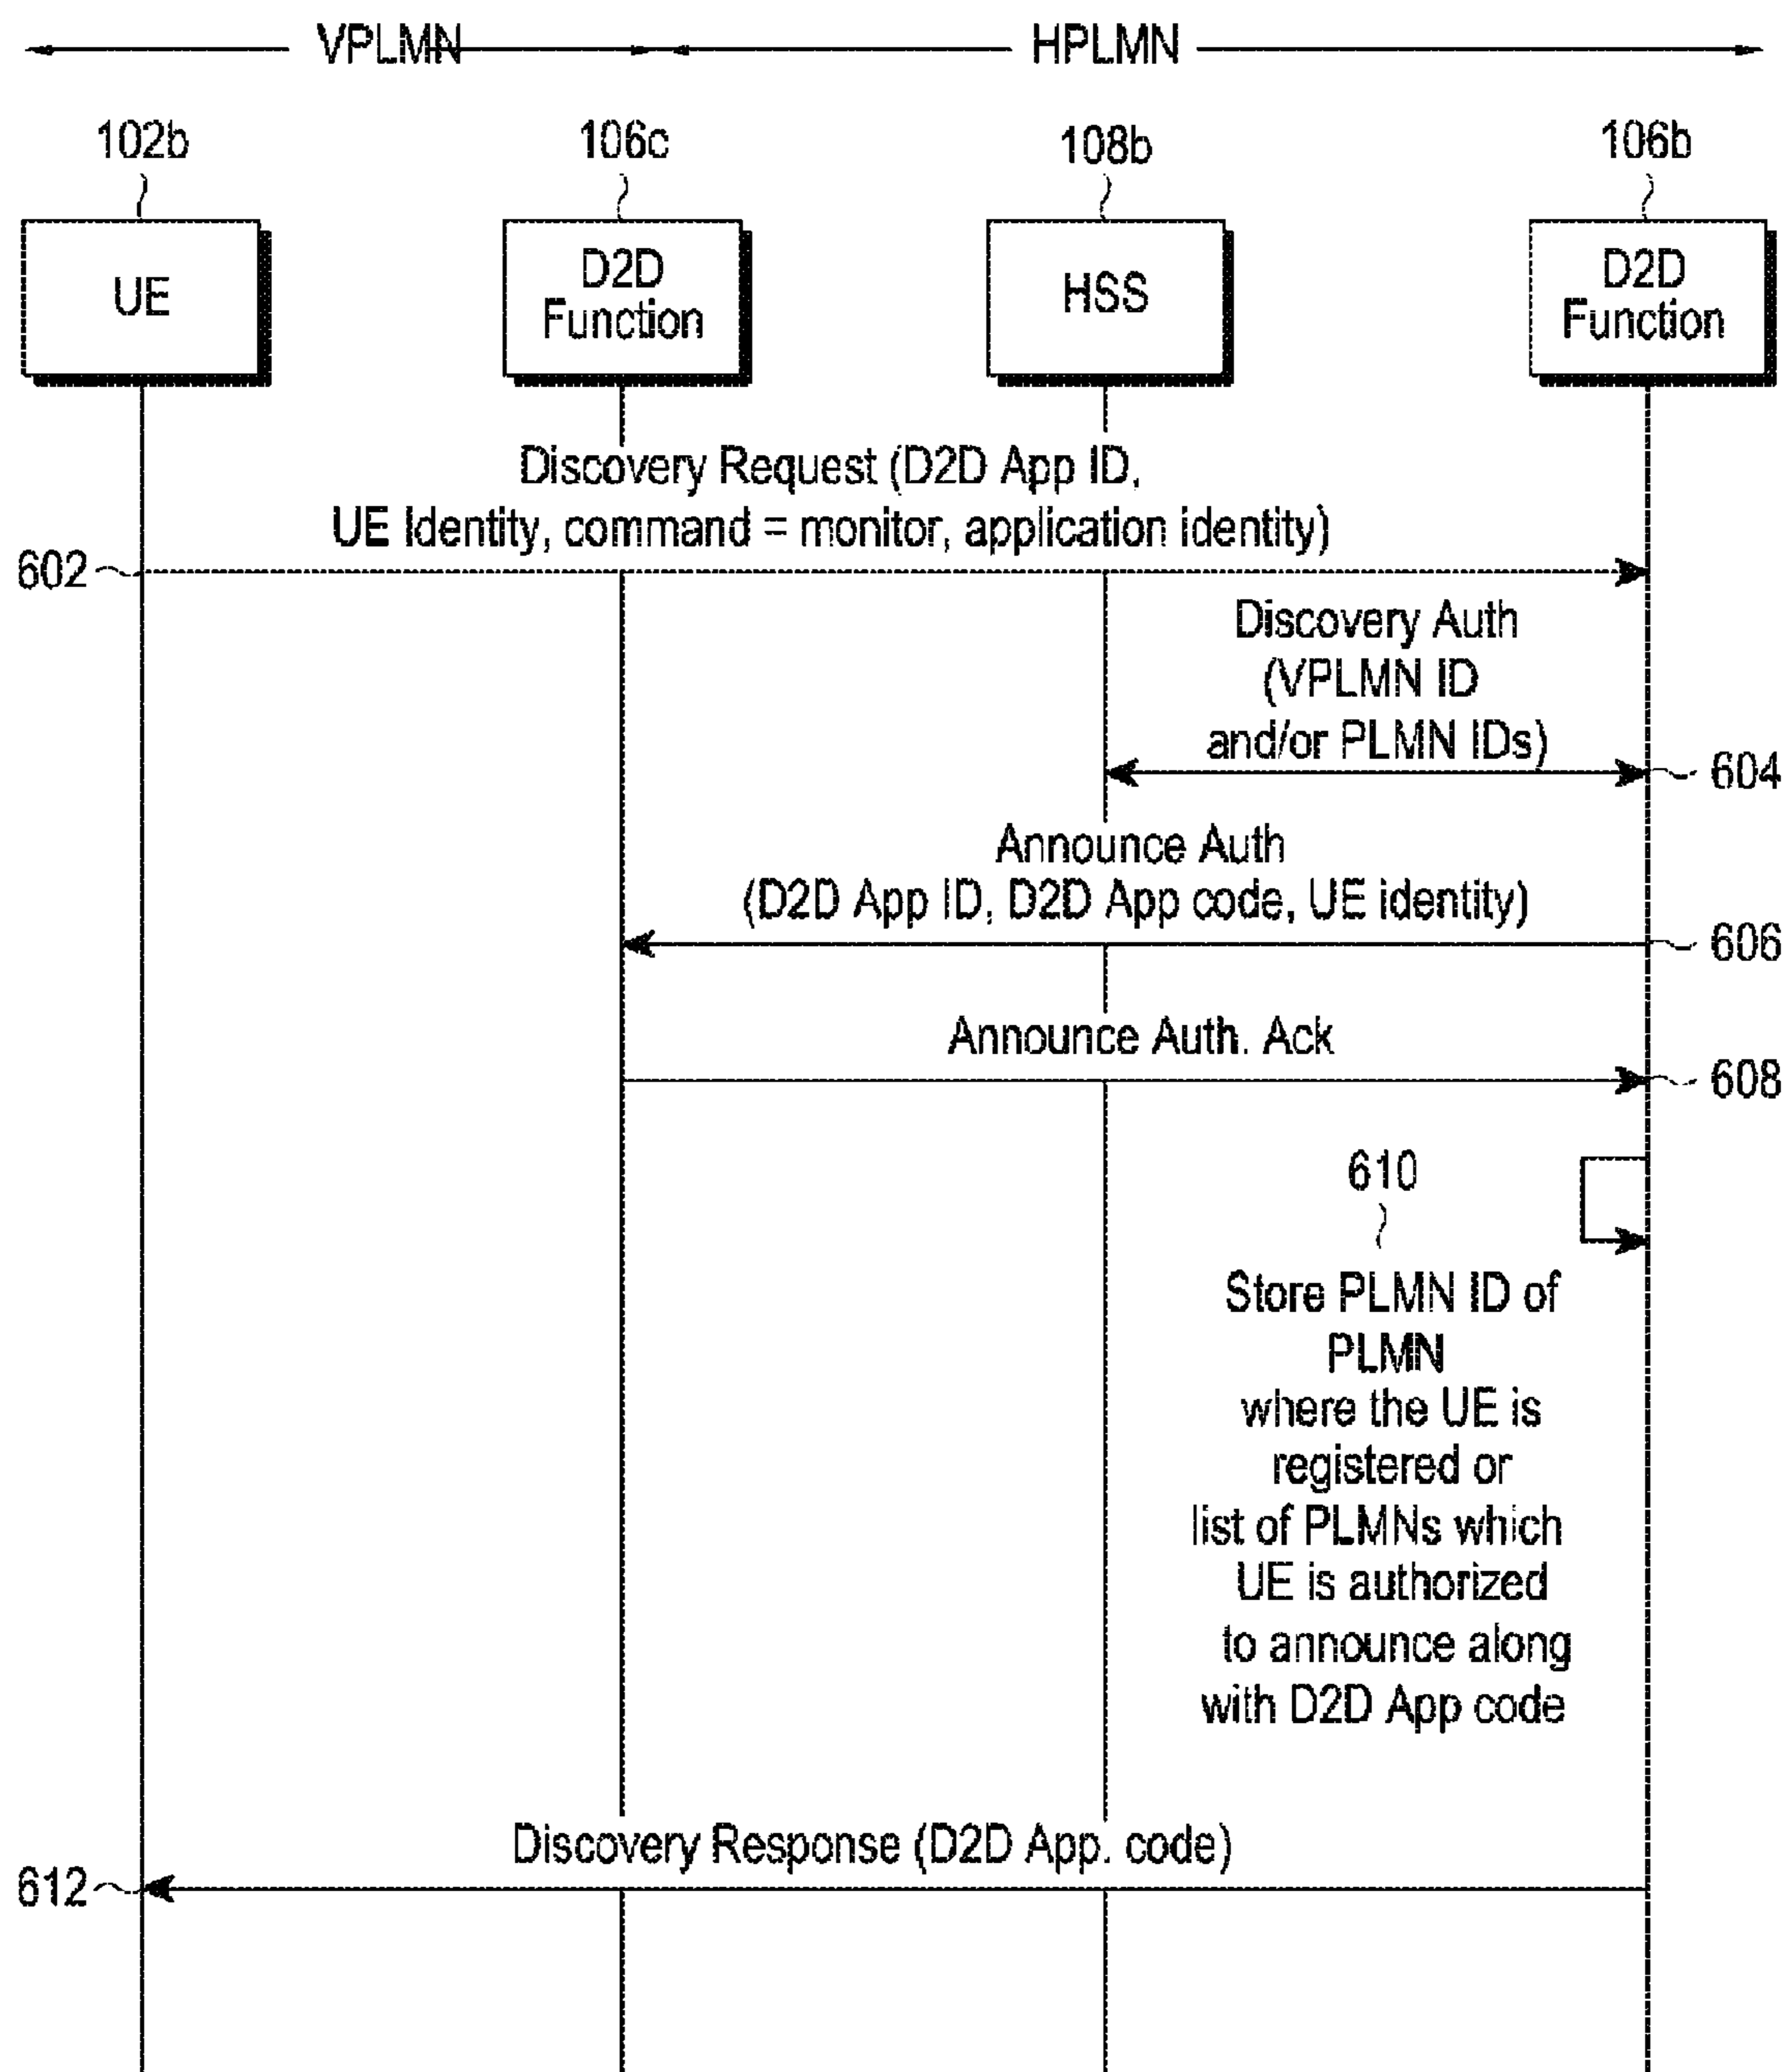 VPLMN HPLMN
102b 106c 108b 106b
UE
D2D
Function
HSS
D2D
Function
Discovery Request (D2D App ID,
UE Identity, command = monitor, application identity)
602
Discovery Auth
(VPLMN ID
and/or PLMN IDs)
604
Announce Auth
(D2D App ID, D2D App code, UE identity)
606
Announce Auth. Ack
608
610
Store PLMN ID of
PLMN
where the UE is
registered or
list of PLMNs which
UE is authorized
to announce along
with D2D App code
Discovery Response (D2D App. code)
612